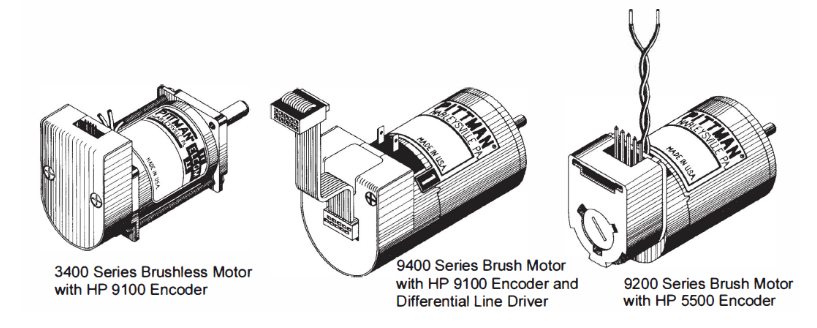 PITTMAN
MADE IN USA
3400 Series Brushless Motor
with HP 9100 Encoder
PITTMAN®
HARLEYSVILLE PA
MADE IN USA
9400 Series Brush Motor
with HP 9100 Encoder and
Differential Line Driver
PITTMAN®
HARLEYSVILLE PA
MADE IN USA
9200 Series Brush Motor
with HP 5500 Encoder